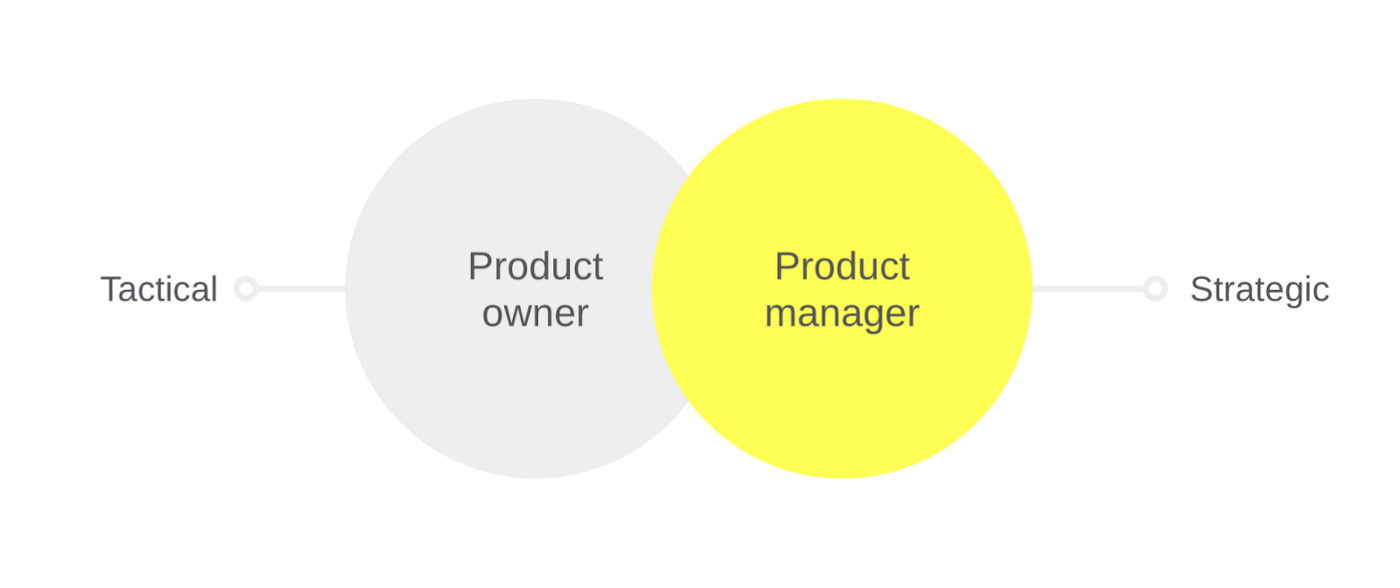 Tactical
Product
owner
Product
manager
Strategic